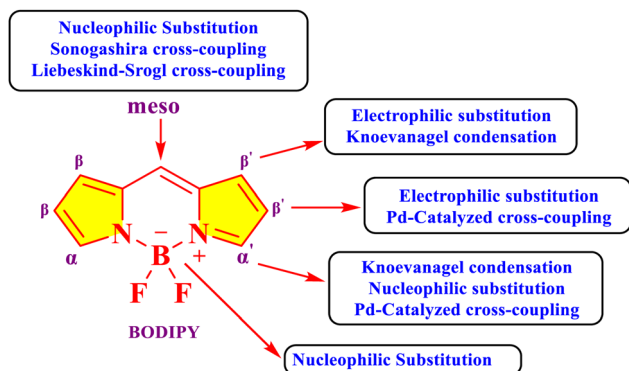 Nucleophilic Substitution
Sonogashira cross-coupling
Liebeskind-Srogl cross-coupling
meso
Electrophilic substitution
Knoevanagel condensation
β
β'
β
β'
Electrophilic substitution
Pd-Catalyzed cross-coupling
N
−
N
B
+
α
α'
F
F
Knoevanagel condensation
Nucleophilic substitution
Pd-Catalyzed cross-coupling
BODIPY
Nucleophilic Substitution